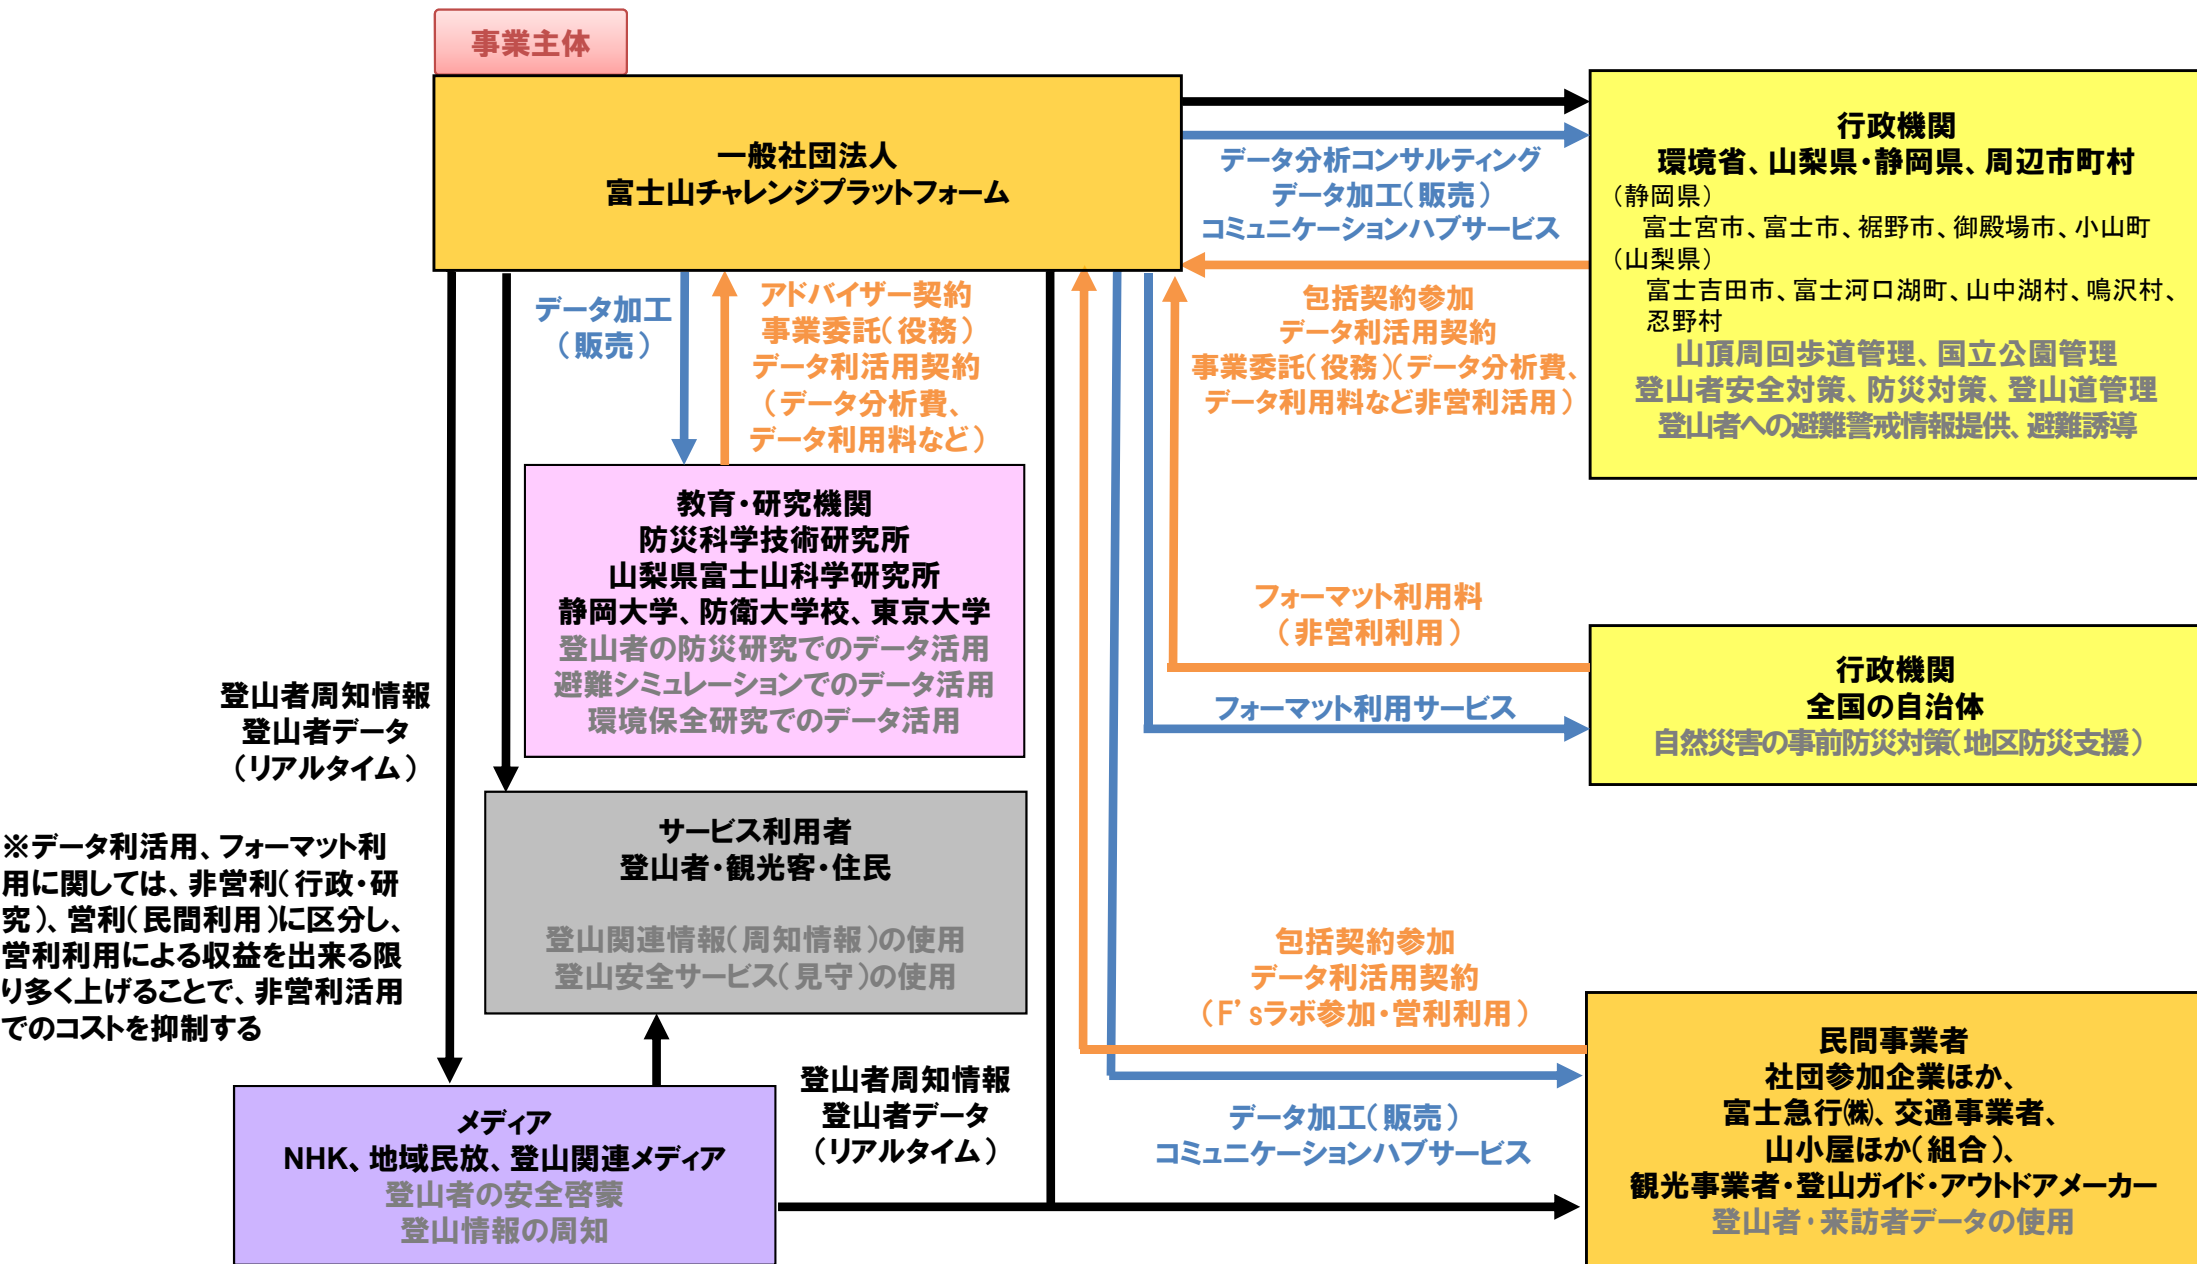 事業主体
一般社団法人
富士山チャレンジプラットフォーム
データ分析コンサルティング
データ加工(販売)
コミュニケーションハブサービス
行政機関
環境省、山梨県・静岡県、周辺市町村
(静岡県)
富士宮市、富士市、裾野市、御殿場市、小山町
(山梨県)
富士吉田市、富士河口湖町、山中湖村、鳴沢村、
忍野村
山頂周回歩道管理、国立公園管理
登山者安全対策、防災対策、登山道管理
登山者への避難警戒情報提供、避難誘導
包括契約参加
データ利活用契約
事業委託(役務)(データ分析費、
データ利用料など非営利活用)
データ加工
(販売)
アドバイザー契約
事業委託(役務)
データ利活用契約
(データ分析費、
データ利用料など)
教育・研究機関
防災科学技術研究所
山梨県富士山科学研究所
静岡大学、防衛大学校、東京大学
登山者の防災研究でのデータ活用
避難シミュレーションでのデータ活用
環境保全研究でのデータ活用
フォーマット利用料
(非営利利用)
フォーマット利用サービス
行政機関
全国の自治体
自然災害の事前防災対策(地区防災支援)
登山者周知情報
登山者データ
(リアルタイム)
※データ利活用、フォーマット利
用に関しては、非営利(行政・研
究)、営利(民間利用)に区分し、
営利利用による収益を出来る限
り多く上げることで、非営利活用
でのコストを抑制する
サービス利用者
登山者・観光客・住民
登山関連情報(周知情報)の使用
登山安全サービス(見守)の使用
包括契約参加
データ利活用契約
(F’sラボ参加・営利利用)
登山者周知情報
登山者データ
(リアルタイム)
データ加工(販売)
コミュニケーションハブサービス
メディア
NHK、地域民放、登山関連メディア
登山者の安全啓蒙
登山情報の周知
民間事業者
社団参加企業ほか、
富士急行㈱、交通事業者、
山小屋ほか(組合)、
観光事業者・登山ガイド・アウトドアメーカー
登山者・来訪者データの使用